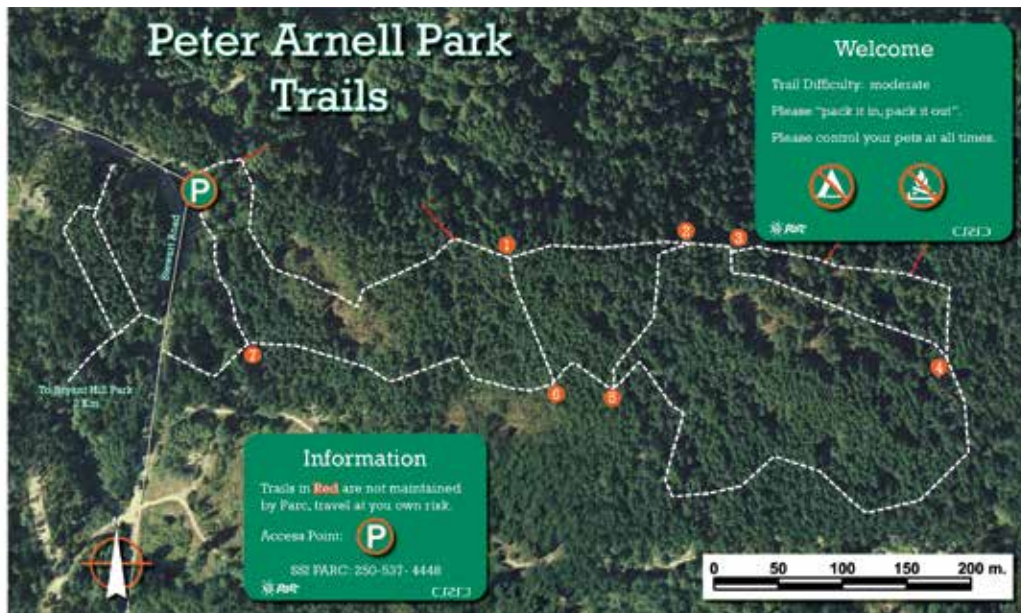 Peter Arnell Park
Trails
Welcome
Trail Difficulty: moderate
Please "pack it in, pack it out".
Please control your pets at all times.
Parc
CRD
P
Stewart Road
1
2
3
4
5
6
7
To Bryant Hill Park
2 Km
Information
Trails in Red are not maintained
by Parc, travel at you own risk.
Access Point: P
SSI PARC: 250-537- 4448
Parc
CRD
0 50 100 150 200 m.